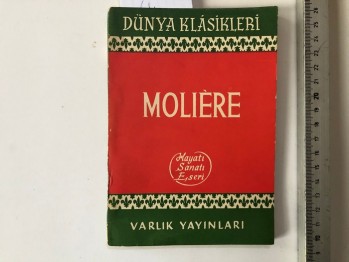 DÜNYA KLÂSİKLERİ
MOLIÈRE
Hayatı
Sanatı
Eseri
VARLIK YAYINLARI